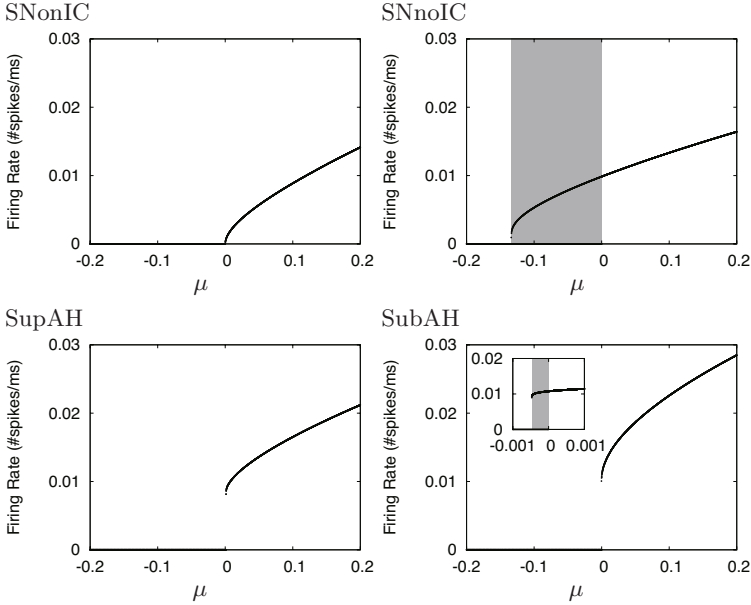 SNonIC
Firing Rate (#spikes/ms)
0.03
0.02
0.01
0
-0.2 -0.1 0 0.1 0.2
μ
SNnoIC
Firing Rate (#spikes/ms)
0.03
0.02
0.01
0
-0.2 -0.1 0 0.1 0.2
μ
SupAH
Firing Rate (#spikes/ms)
0.03
0.02
0.01
0
-0.2 -0.1 0 0.1 0.2
μ
SubAH
Firing Rate (#spikes/ms)
0.03
0.02
0.01
0
0.02
0.01
0
-0.001 0 0.001
-0.2 -0.1 0 0.1 0.2
μ